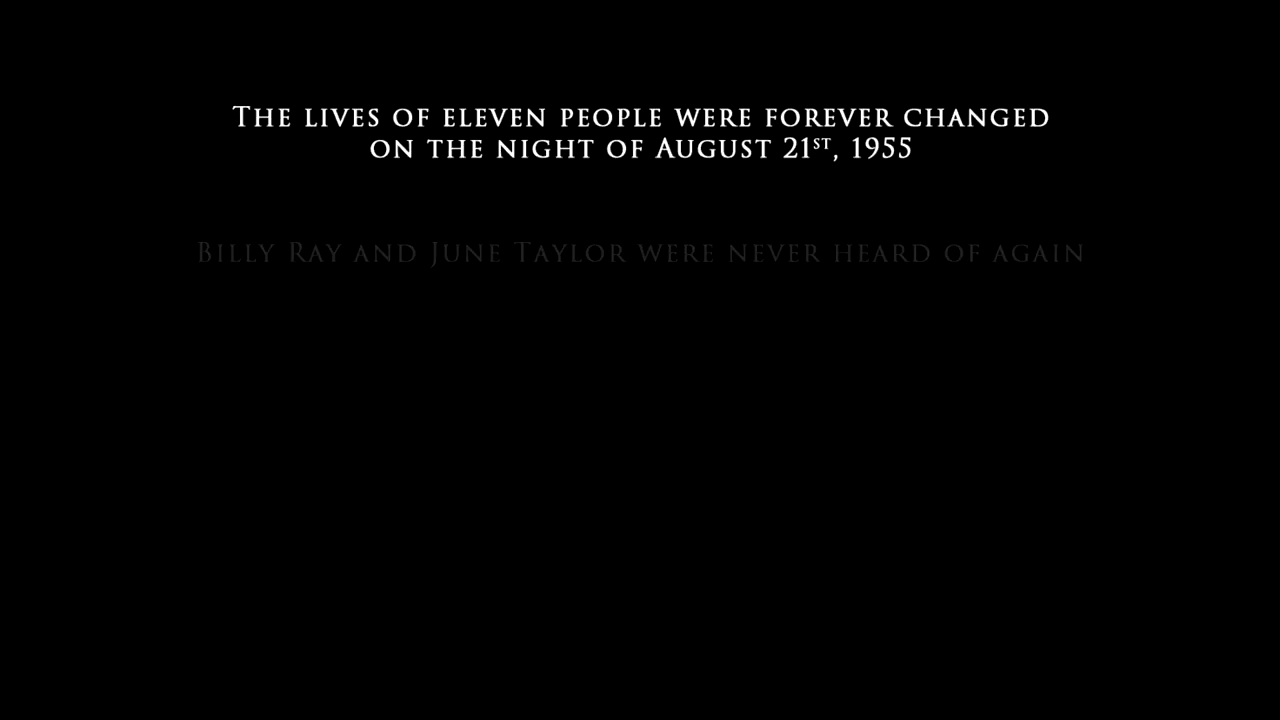 The lives of eleven people were forever changed
on the night of August 21st, 1955
Billy Ray and June Taylor were never heard of again